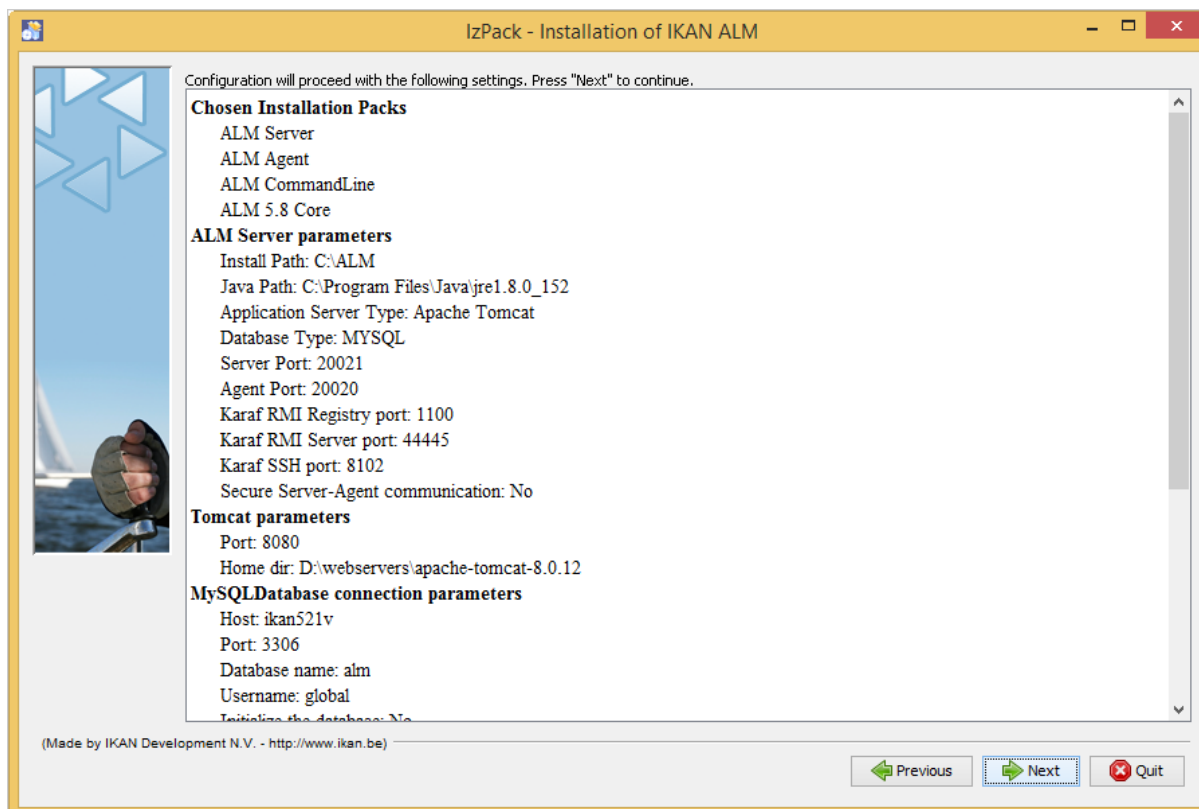 IzPack - Installation of IKAN ALM
Configuration will proceed with the following settings. Press "Next" to continue.
Chosen Installation Packs
ALM Server
ALM Agent
ALM CommandLine
ALM 5.8 Core
ALM Server parameters
Install Path: C:\ALM
Java Path: C:\Program Files\Java\jre1.8.0_152
Application Server Type: Apache Tomcat
Database Type: MYSQL
Server Port: 20021
Agent Port: 20020
Karaf RMI Registry port: 1100
Karaf RMI Server port: 44445
Karaf SSH port: 8102
Secure Server-Agent communication: No
Tomcat parameters
Port: 8080
Home dir: D:\webservers\apache-tomcat-8.0.12
MySQLDatabase connection parameters
Host: ikan521v
Port: 3306
Database name: alm
Username: global
Initialize the database: No
(Made by IKAN Development N.V. - http://www.ikan.be)
Previous
Next
Quit